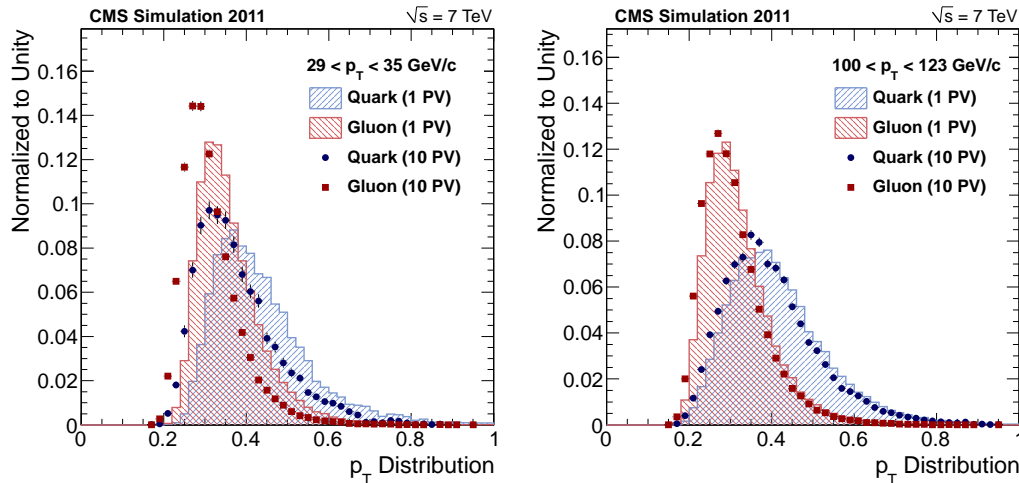 CMS Simulation 2011 √s = 7 TeV
Normalized to Unity
0.16
0.14
0.12
0.1
0.08
0.06
0.04
0.02
0
29 < p_T < 35 GeV/c
Quark (1 PV)
Gluon (1 PV)
Quark (10 PV)
Gluon (10 PV)
0 0.2 0.4 0.6 0.8 1
p_T Distribution
CMS Simulation 2011 √s = 7 TeV
Normalized to Unity
0.16
0.14
0.12
0.1
0.08
0.06
0.04
0.02
0
100 < p_T < 123 GeV/c
Quark (1 PV)
Gluon (1 PV)
Quark (10 PV)
Gluon (10 PV)
0 0.2 0.4 0.6 0.8 1
p_T Distribution